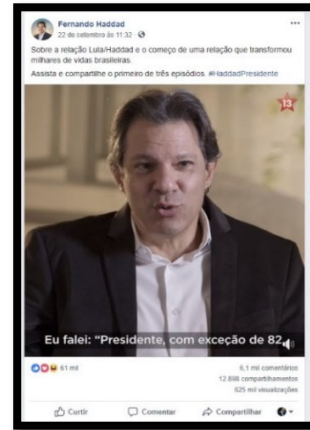 Fernando Haddad
22 de setembro às 11:32
Sobre a relação Lula/Haddad e o começo de uma relação que transformou
milhares de vidas brasileiras.
Assista e compartilhe o primeiro de três episódios. #HaddadPresidente
13
Eu falei: "Presidente, com exceção de 82,
61 mil
6,1 mil comentários
12.898 compartilhamentos
625 mil visualizações
Curtir Comentar Compartilhar